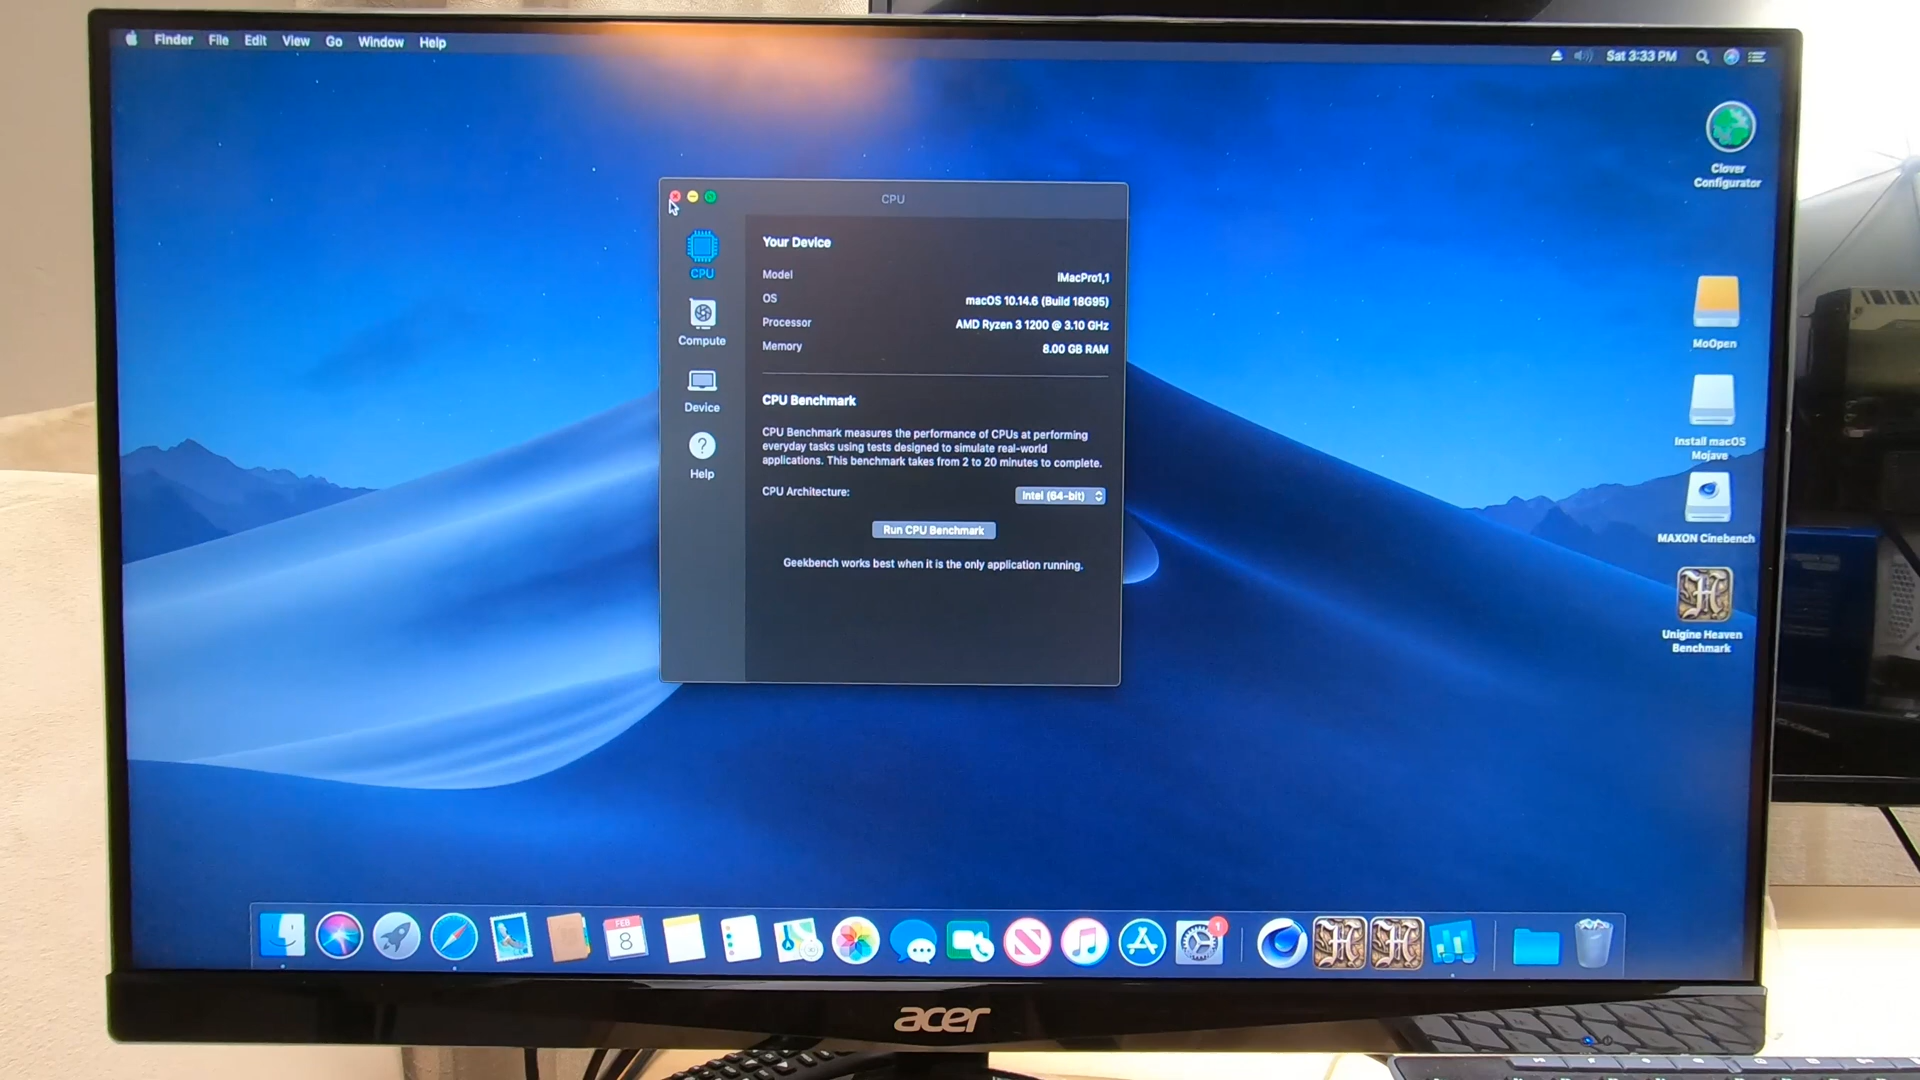 Finder File Edit View Go Window Help
Sat 3:33 PM
CPU
Your Device
Model iMacPro1,1
OS macOS 10.14.6 (Build 18G95)
Processor AMD Ryzen 3 1200 @ 3.10 GHz
Memory 8.00 GB RAM
CPU
Compute
Device
Help
CPU Benchmark
CPU Benchmark measures the performance of CPUs at performing
everyday tasks using tests designed to simulate real-world
applications. This benchmark takes from 2 to 20 minutes to complete.
CPU Architecture: Intel (64-bit)
Run CPU Benchmark
Geekbench works best when it is the only application running.
Clover
Configurator
MoOpen
Install macOS
Mojave
MAXON Cinebench
Unigine Heaven
Benchmark
FEB
8
1
acer